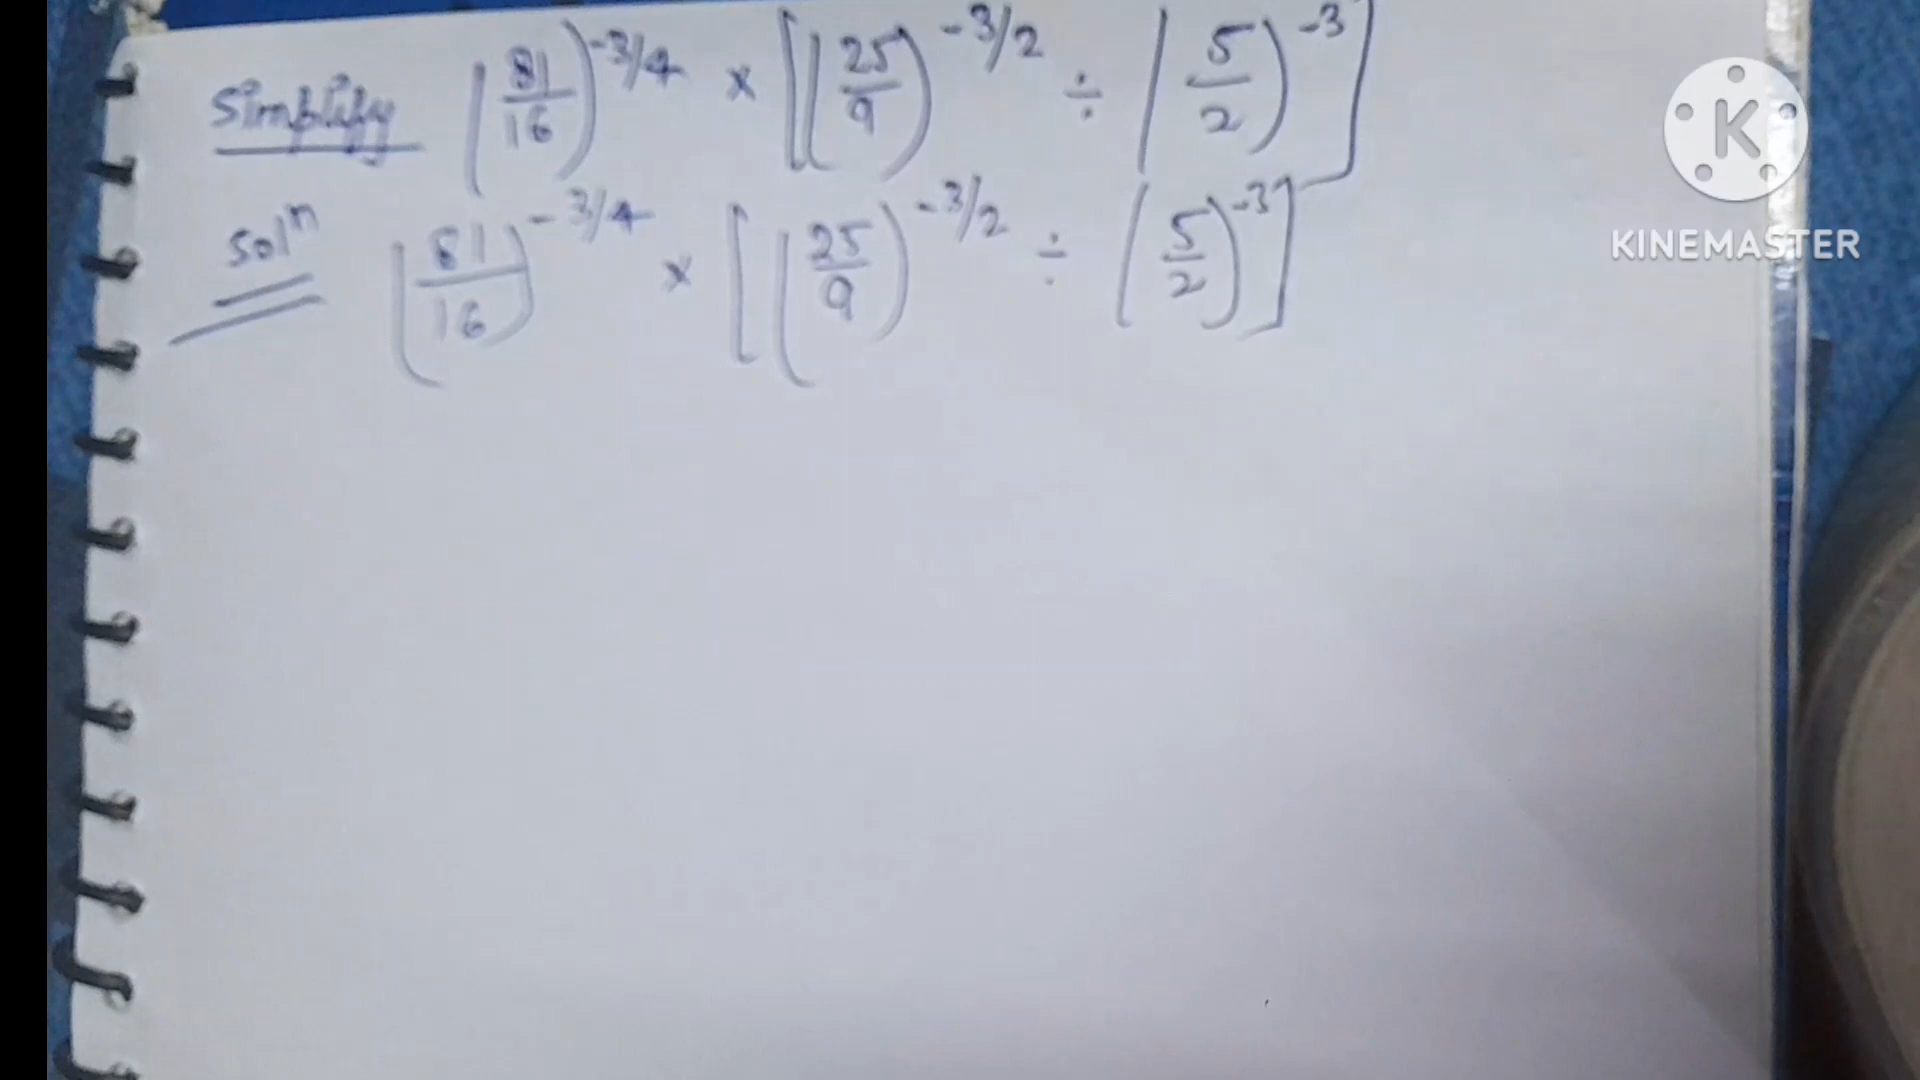 Simplify (81/16)^-3/4 × [(25/9)^-3/2 ÷ (5/2)^-3]
Solⁿ (81/16)^-3/4 × [(25/9)^-3/2 ÷ (5/2)^-3]
K
KINEMASTER